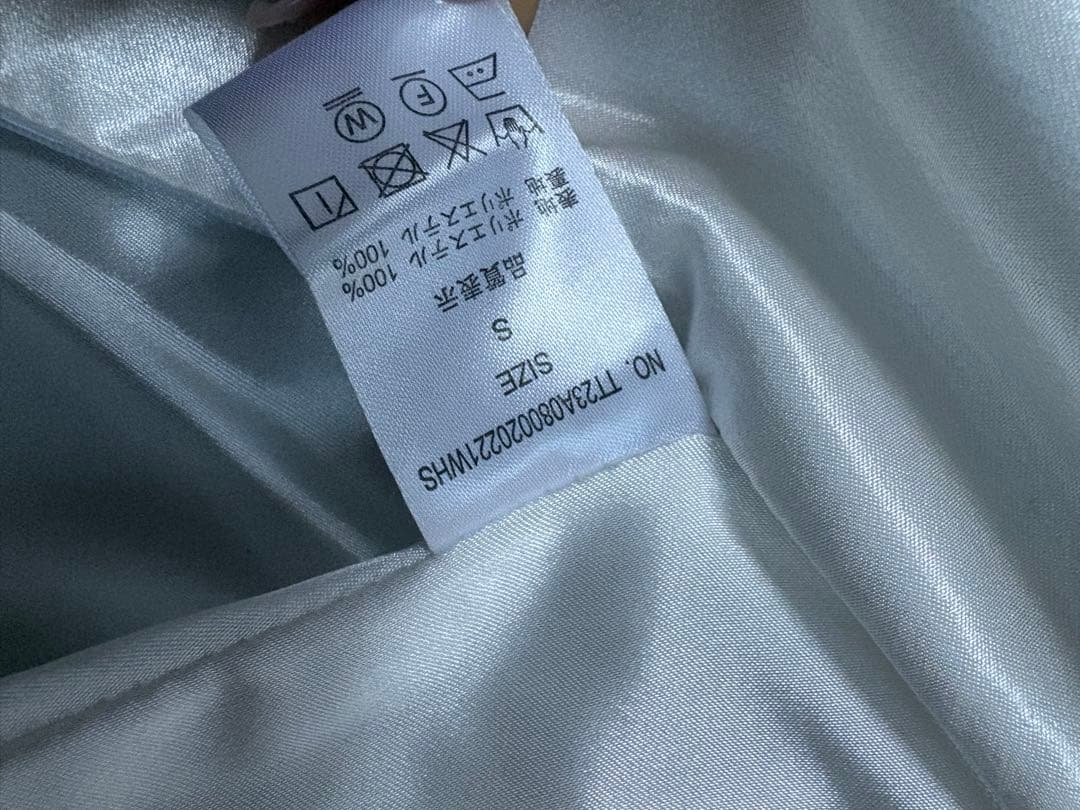 NO. TT23A080020221WHS
SIZE
S
品質表示
表地 ポリエステル 100%
裏地 ポリエステル 100%
F
W